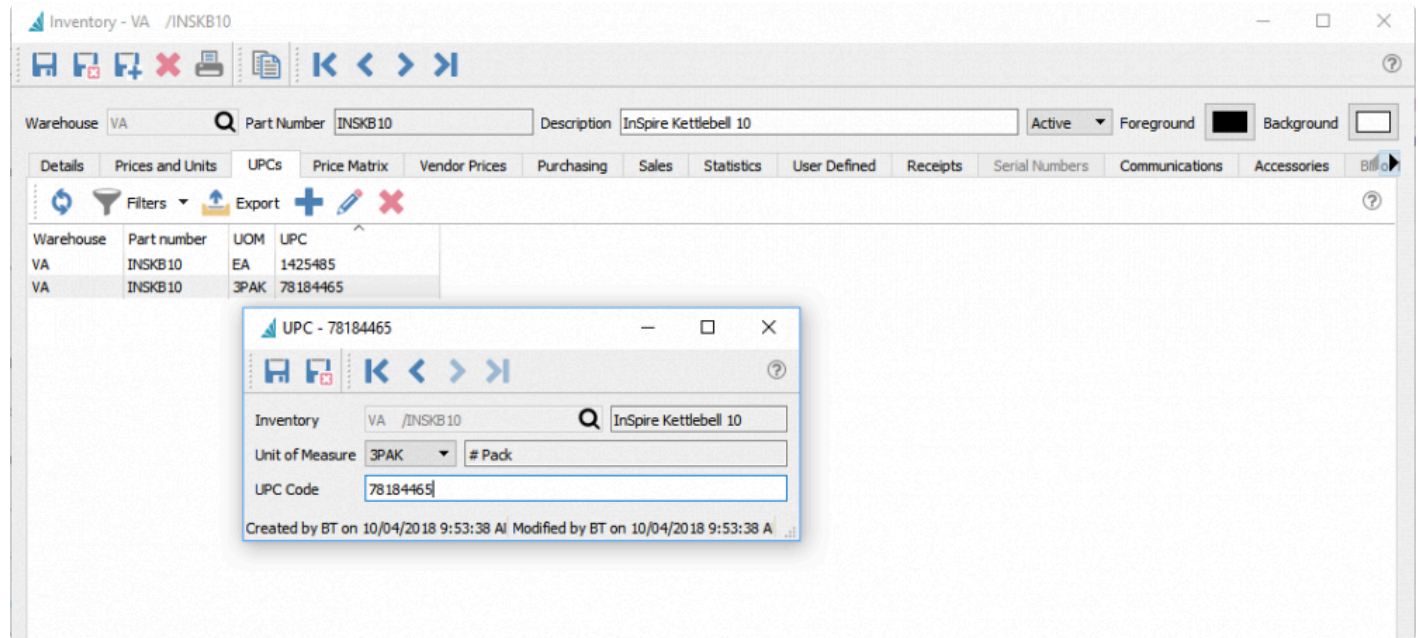 Inventory - VA /INSKB10
Warehouse VA Part Number INSKB10 Description InSpire Kettlebell 10 Active Foreground Background
Details Prices and Units UPCs Price Matrix Vendor Prices Purchasing Sales Statistics User Defined Receipts Serial Numbers Communications Accessories
Filters Export
Warehouse Part number UOM UPC
VA INSKB10 EA 1425485
VA INSKB10 3PAK 78184465
UPC - 78184465
Inventory VA /INSKB10 InSpire Kettlebell 10
Unit of Measure 3PAK # Pack
UPC Code 78184465
Created by BT on 10/04/2018 9:53:38 Modified by BT on 10/04/2018 9:53:38 A